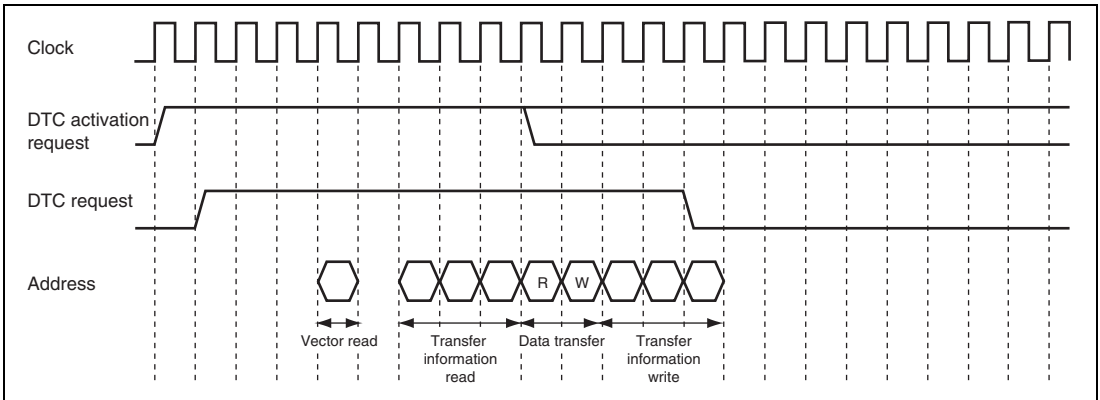 Clock
DTC activation
request
DTC request
Address
R W
Vector read
Transfer
information
read
Data transfer
Transfer
information
write